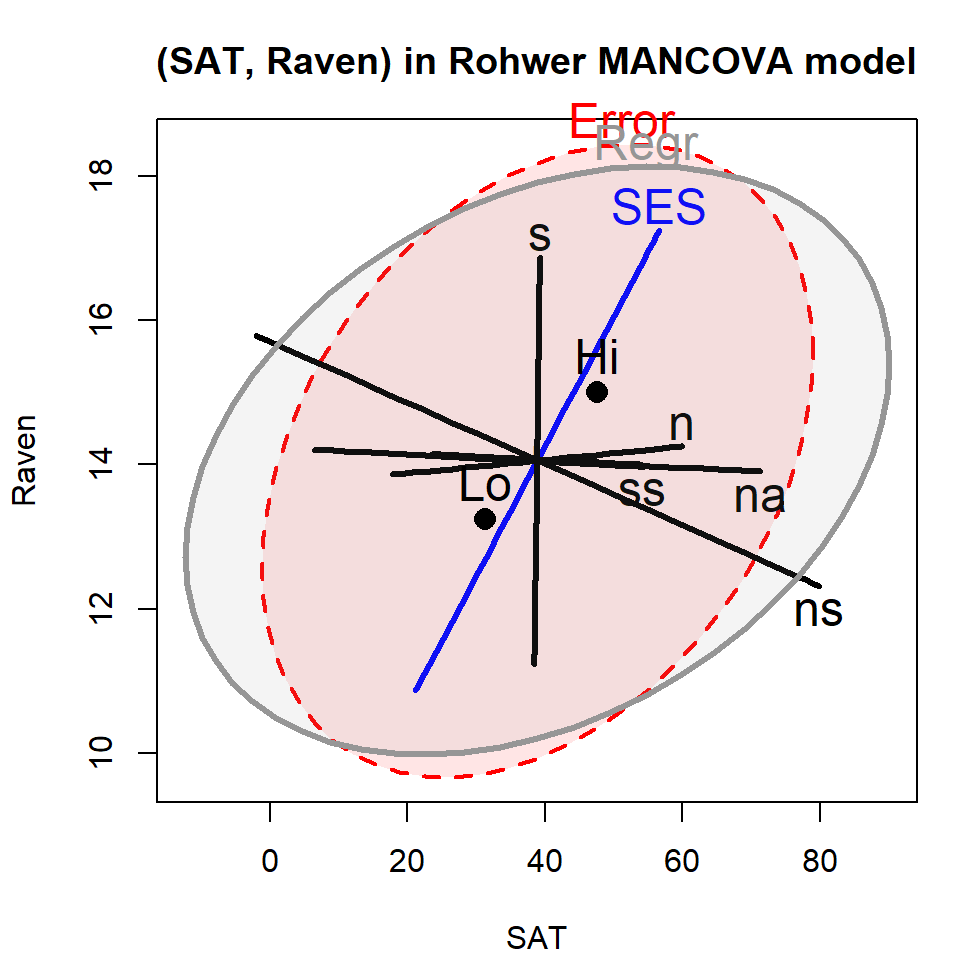 (SAT, Raven) in Rohwer MANCOVA model
Error
Regr
SES
s
Hi
n
ss
na
Lo
ns
Raven
18
16
14
12
10
0 20 40 60 80
SAT